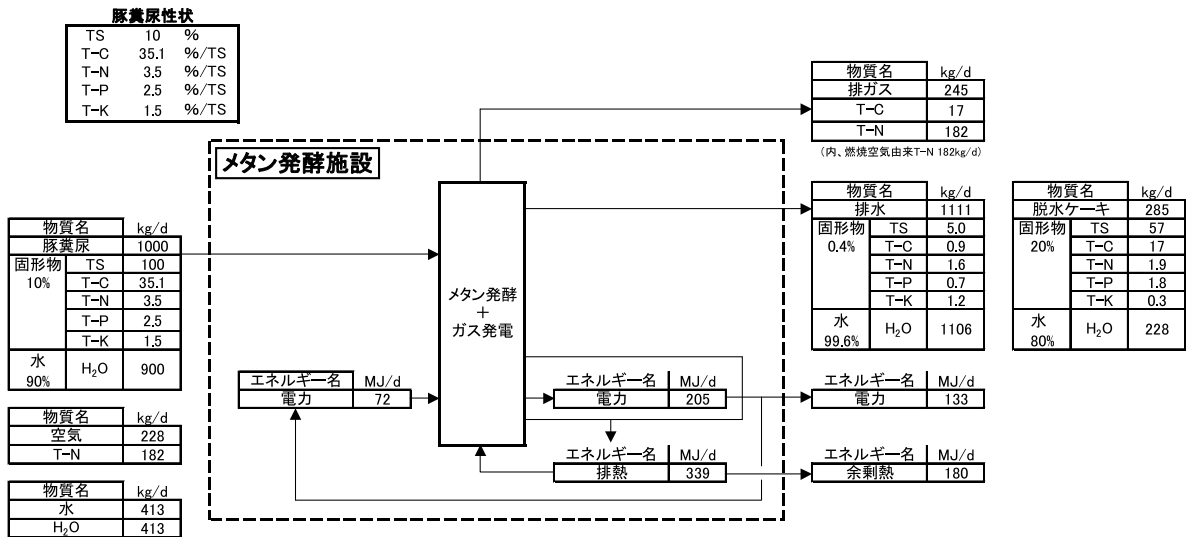 豚糞尿性状
TS 10 %
T-C 35.1 %/TS
T-N 3.5 %/TS
T-P 2.5 %/TS
T-K 1.5 %/TS
物質名 kg/d
排ガス 245
T-C 17
T-N 182
(内、燃焼空気由来T-N 182kg/d)
メタン発酵施設
物質名 kg/d
豚糞尿 1000
固形物 TS 100
10% T-C 35.1
T-N 3.5
T-P 2.5
T-K 1.5
水 H₂O 900
90%
物質名 kg/d
空気 228
T-N 182
物質名 kg/d
水 413
H₂O 413
メタン発酵
+
ガス発電
エネルギー名 MJ/d
電力 72
エネルギー名 MJ/d
電力 205
エネルギー名 MJ/d
排熱 339
物質名 kg/d
排水 1111
固形物 TS 5.0
0.4% T-C 0.9
T-N 1.6
T-P 0.7
T-K 1.2
水 H₂O 1106
99.6%
物質名 kg/d
脱水ケーキ 285
固形物 TS 57
20% T-C 17
T-N 1.9
T-P 1.8
T-K 0.3
水 H₂O 228
80%
エネルギー名 MJ/d
電力 133
エネルギー名 MJ/d
余剰熱 180